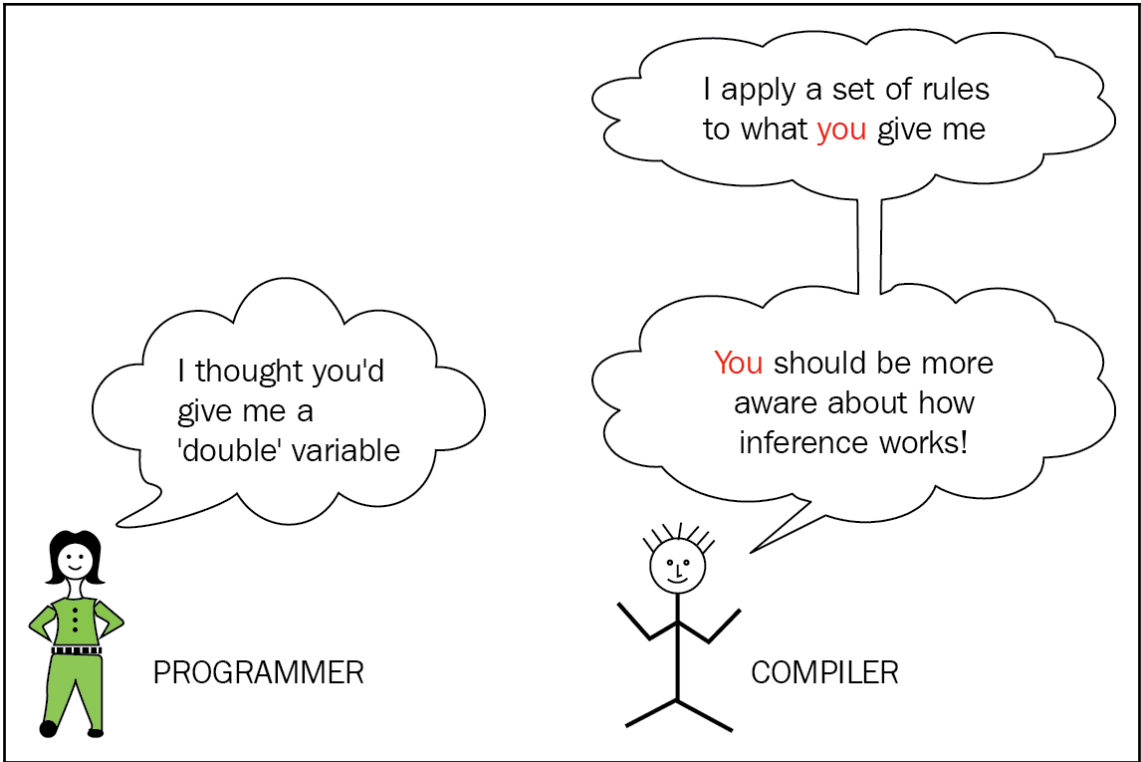 I apply a set of rules
to what you give me
I thought you'd
give me a
'double' variable
You should be more
aware about how
inference works!
PROGRAMMER
COMPILER